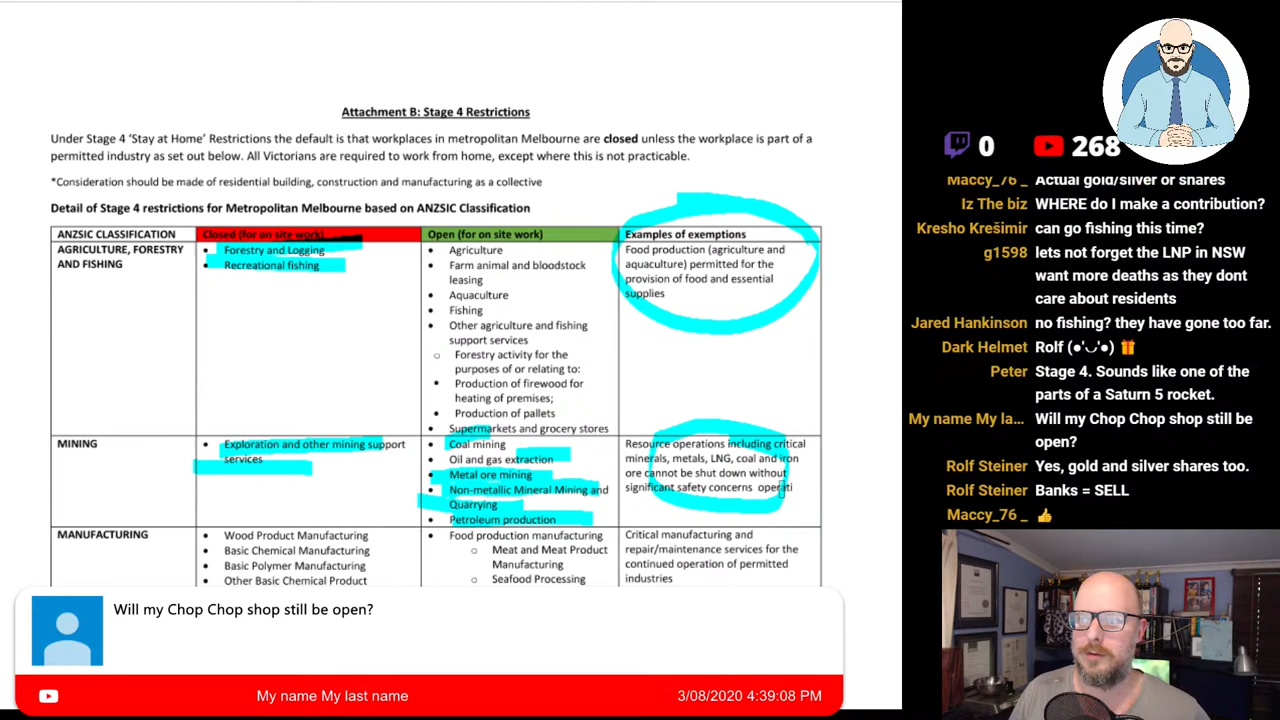 Attachment B: Stage 4 Restrictions
Under Stage 4 ‘Stay at Home’ Restrictions the default is that workplaces in metropolitan Melbourne are closed unless the workplace is part of a
permitted industry as set out below. All Victorians are required to work from home, except where this is not practicable.
*Consideration should be made of residential building, construction and manufacturing as a collective
Detail of Stage 4 restrictions for Metropolitan Melbourne based on ANZSIC Classification
ANZSIC CLASSIFICATION
Closed (for on site work)
Open (for on site work)
Examples of exemptions
AGRICULTURE, FORESTRY
AND FISHING
• Forestry and Logging
• Recreational fishing
• Agriculture
• Farm animal and bloodstock
leasing
• Aquaculture
• Fishing
• Other agriculture and fishing
support services
o Forestry activity for the
purposes of or relating to:
▪ Production of firewood for
heating of premises;
• Production of pallets
• Supermarkets and grocery stores
Food production (agriculture and
aquaculture) permitted for the
provision of food and essential
supplies
MINING
• Exploration and other mining support
services
• Coal mining
• Oil and gas extraction
• Metal ore mining
• Non-metallic Mineral Mining and
Quarrying
• Petroleum production
Resource operations including critical
minerals, metals, LNG, coal and iron
ore cannot be shut down without
significant safety concerns operati
MANUFACTURING
• Wood Product Manufacturing
• Basic Chemical Manufacturing
• Basic Polymer Manufacturing
• Other Basic Chemical Product
• Food production manufacturing
o Meat and Meat Product
Manufacturing
o Seafood Processing
Critical manufacturing and
repair/maintenance services for the
continued operation of permitted
industries
0
268
Maccy_76 _ Actual gold/silver or shares
Iz The biz WHERE do I make a contribution?
Kresho Krešimir can go fishing this time?
g1598 lets not forget the LNP in NSW
want more deaths as they dont
care about residents
Jared Hankinson no fishing? they have gone too far.
Dark Helmet Rolf (●'◡'●) 🎁
Peter Stage 4. Sounds like one of the
parts of a Saturn 5 rocket.
My name My la... Will my Chop Chop shop still be
open?
Rolf Steiner Yes, gold and silver shares too.
Rolf Steiner Banks = SELL
Maccy_76 _ 👍
Will my Chop Chop shop still be open?
My name My last name
3/08/2020 4:39:08 PM